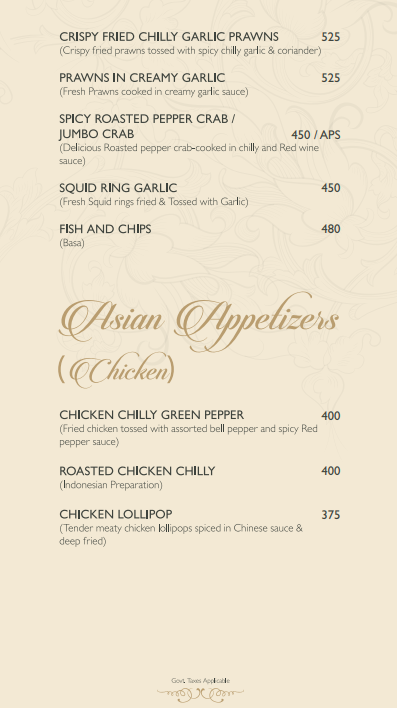 CRISPY FRIED CHILLY GARLIC PRAWNS 525
(Crispy fried prawns tossed with spicy chilly garlic & coriander)
PRAWNS IN CREAMY GARLIC 525
(Fresh Prawns cooked in creamy garlic sauce)
SPICY ROASTED PEPPER CRAB /
JUMBO CRAB 450 / APS
(Delicious Roasted pepper crab-cooked in chilly and Red wine
sauce)
SQUID RING GARLIC 450
(Fresh Squid rings fried & Tossed with Garlic)
FISH AND CHIPS 480
(Basa)
Asian Appetizers
(Chicken)
CHICKEN CHILLY GREEN PEPPER 400
(Fried chicken tossed with assorted bell pepper and spicy Red
pepper sauce)
ROASTED CHICKEN CHILLY 400
(Indonesian Preparation)
CHICKEN LOLLIPOP 375
(Tender meaty chicken lollipops spiced in Chinese sauce &
deep fried)
Govt. Taxes Applicable